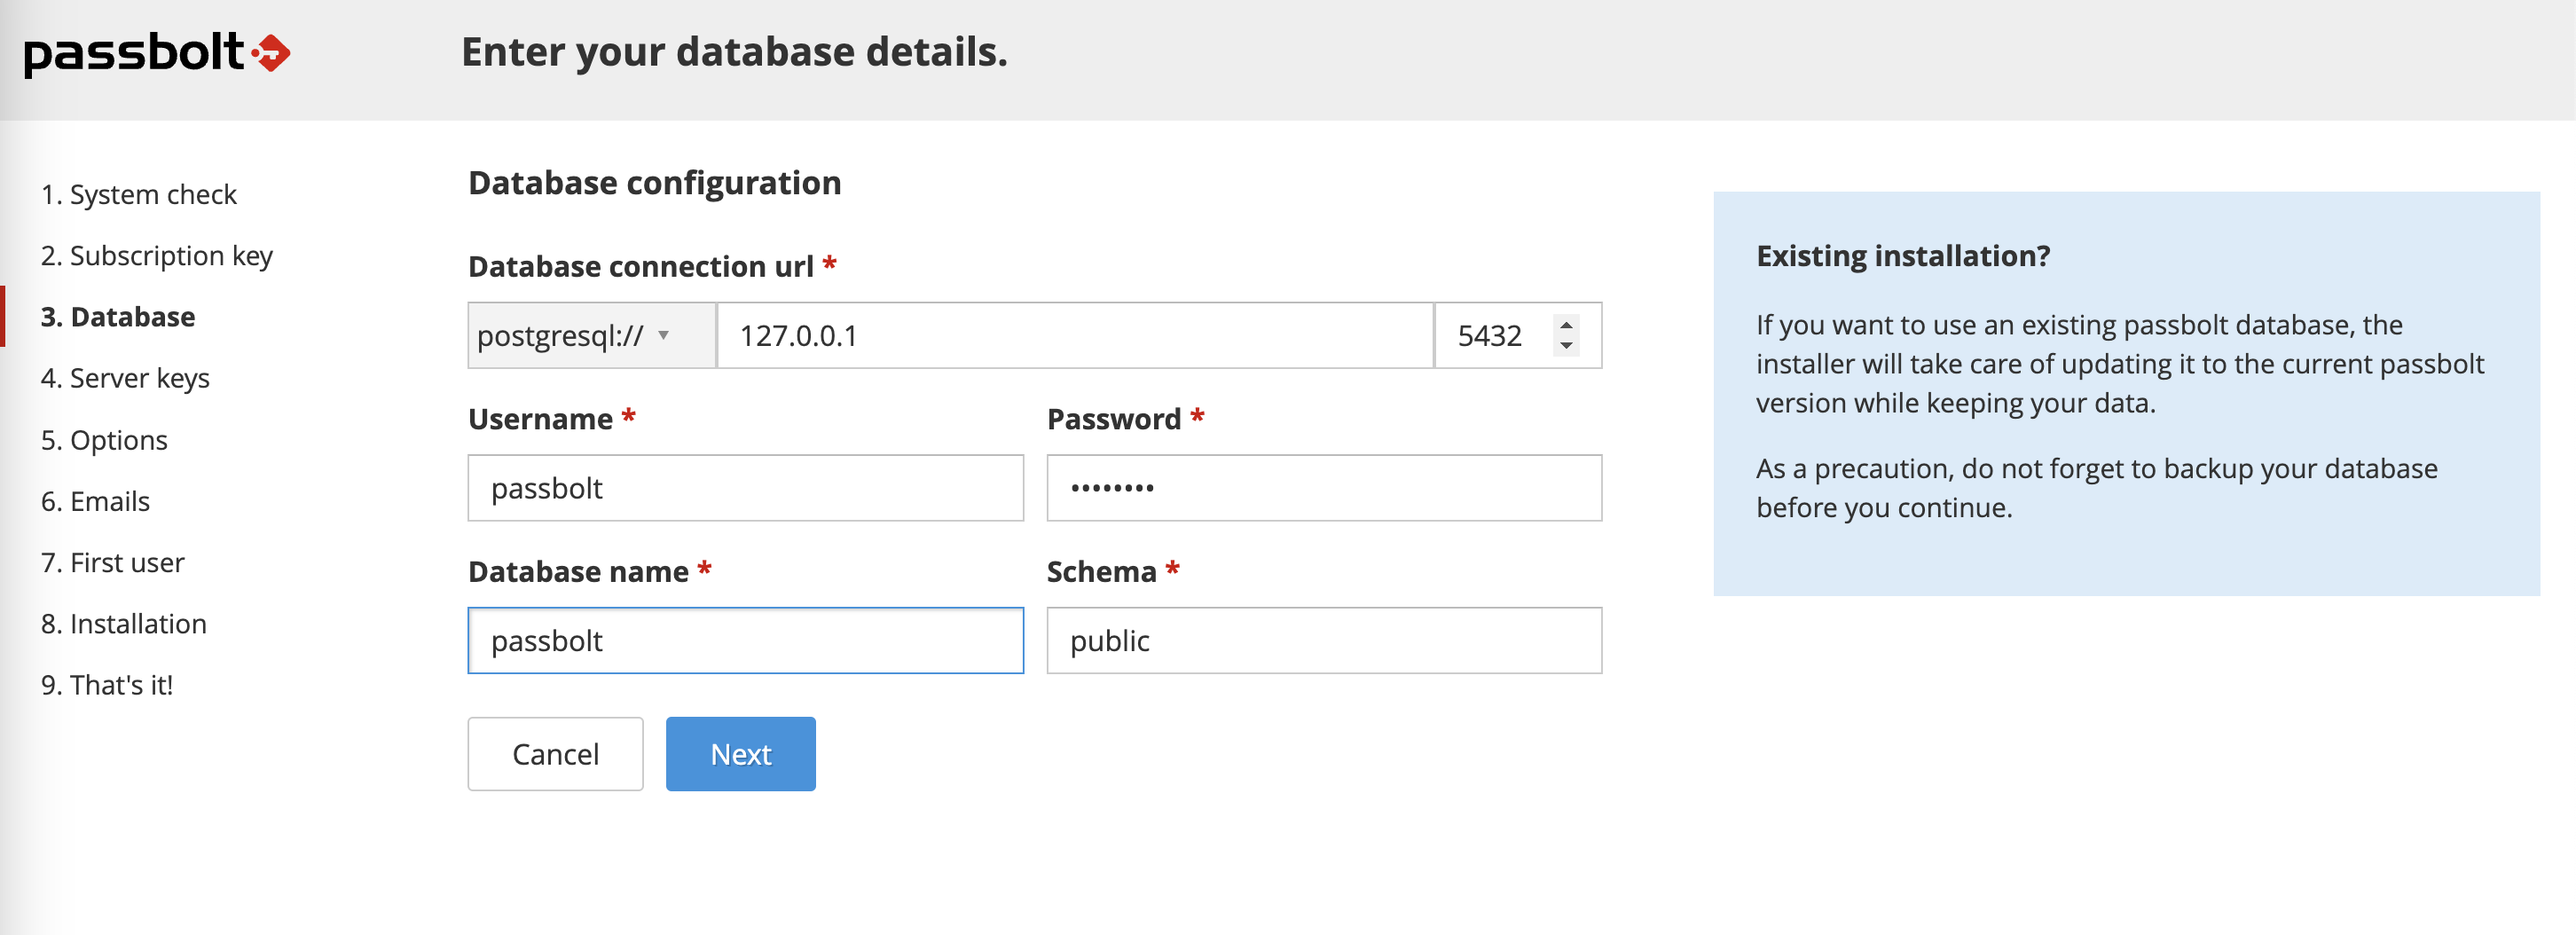 passbolt
Enter your database details.
1. System check
2. Subscription key
3. Database
4. Server keys
5. Options
6. Emails
7. First user
8. Installation
9. That's it!
Database configuration
Database connection url *
postgresql:// 127.0.0.1 5432
Username * Password *
passbolt ••••••••
Database name * Schema *
passbolt public
Cancel Next
Existing installation?
If you want to use an existing passbolt database, the
installer will take care of updating it to the current passbolt
version while keeping your data.
As a precaution, do not forget to backup your database
before you continue.